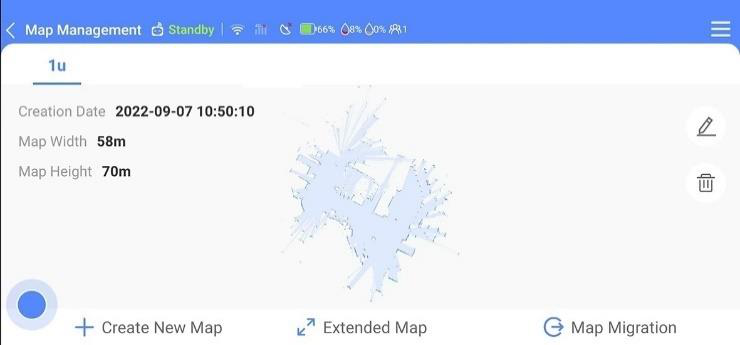 Map Management Standby 66% 8% 0% 1
1u
Creation Date 2022-09-07 10:50:10
Map Width 58m
Map Height 70m
Create New Map Extended Map Map Migration